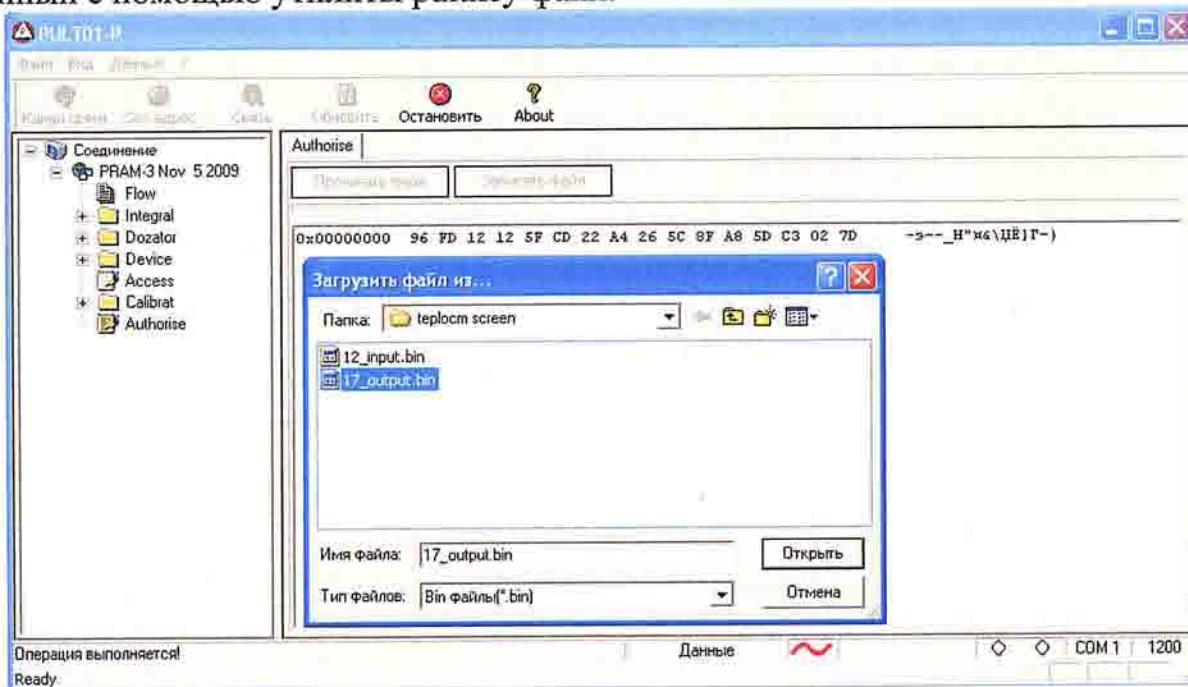 с помощью утилиты
PULT01-
Остановить
About
Соединение
PRAM-3 Nov 5 2009
Flow
Integral
Dozator
Device
Access
Calibrat
Authorise
Authorise
0x00000000 96 FD 12 12 5F CD 22 A4 26 5C 8F A8 5D C3 02 7D
Загрузить файл из...
Папка: teplocm screen
12_input.bin
17_output.bin
Имя файла: 17_output.bin
Открыть
Тип файлов: Bin файлы(*.bin)
Отмена
Операция выполняется!
Данные
COM 1 1200
Ready